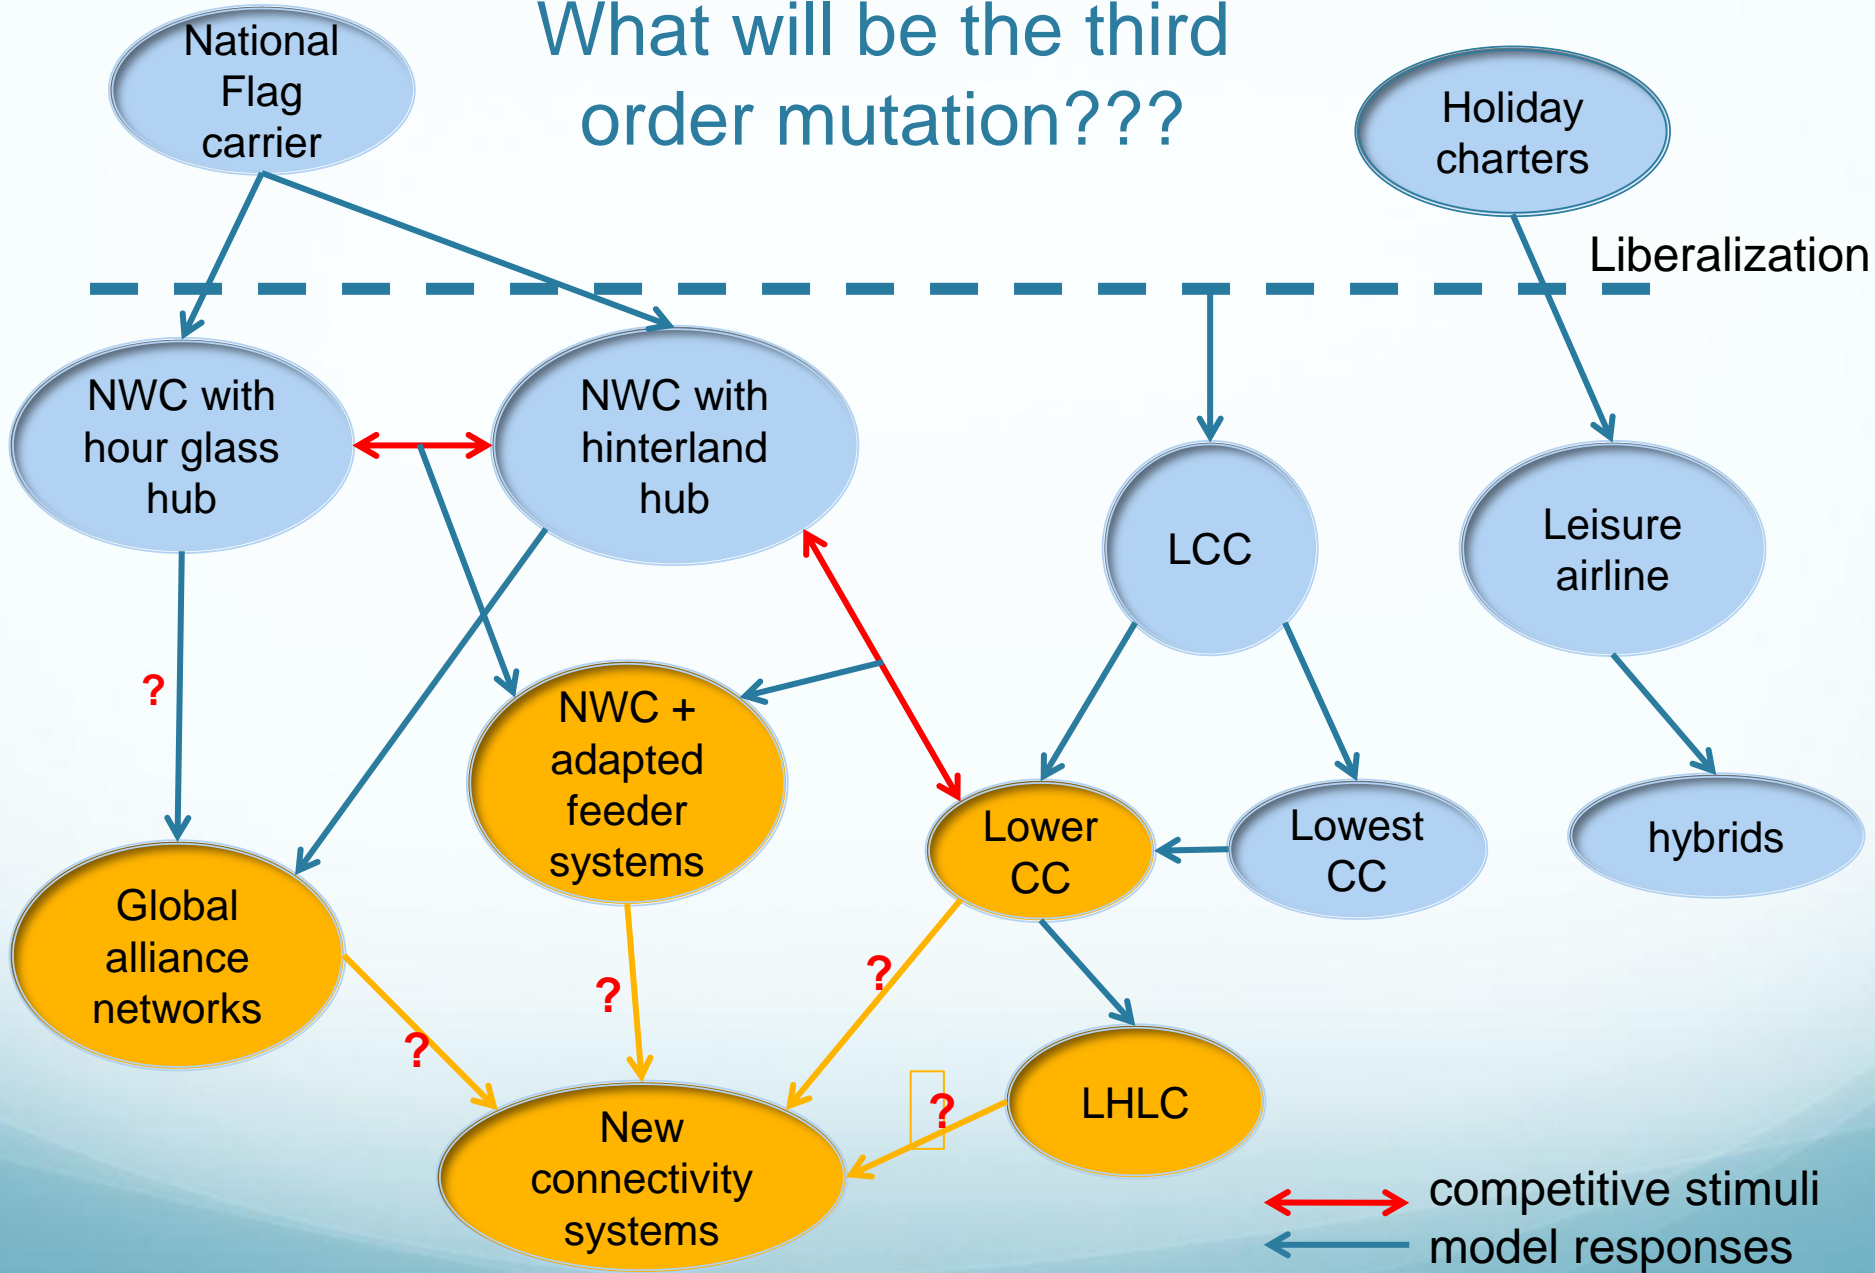 What will be the third
order mutation???
National
Flag
carrier
Holiday
charters
Liberalization
NWC with
hour glass
hub
NWC with
hinterland
hub
LCC
Leisure
airline
?
NWC +
adapted
feeder
systems
Lower
CC
Lowest
CC
hybrids
Global
alliance
networks
?
?
?
?
LHLC
New
connectivity
systems
competitive stimuli
model responses